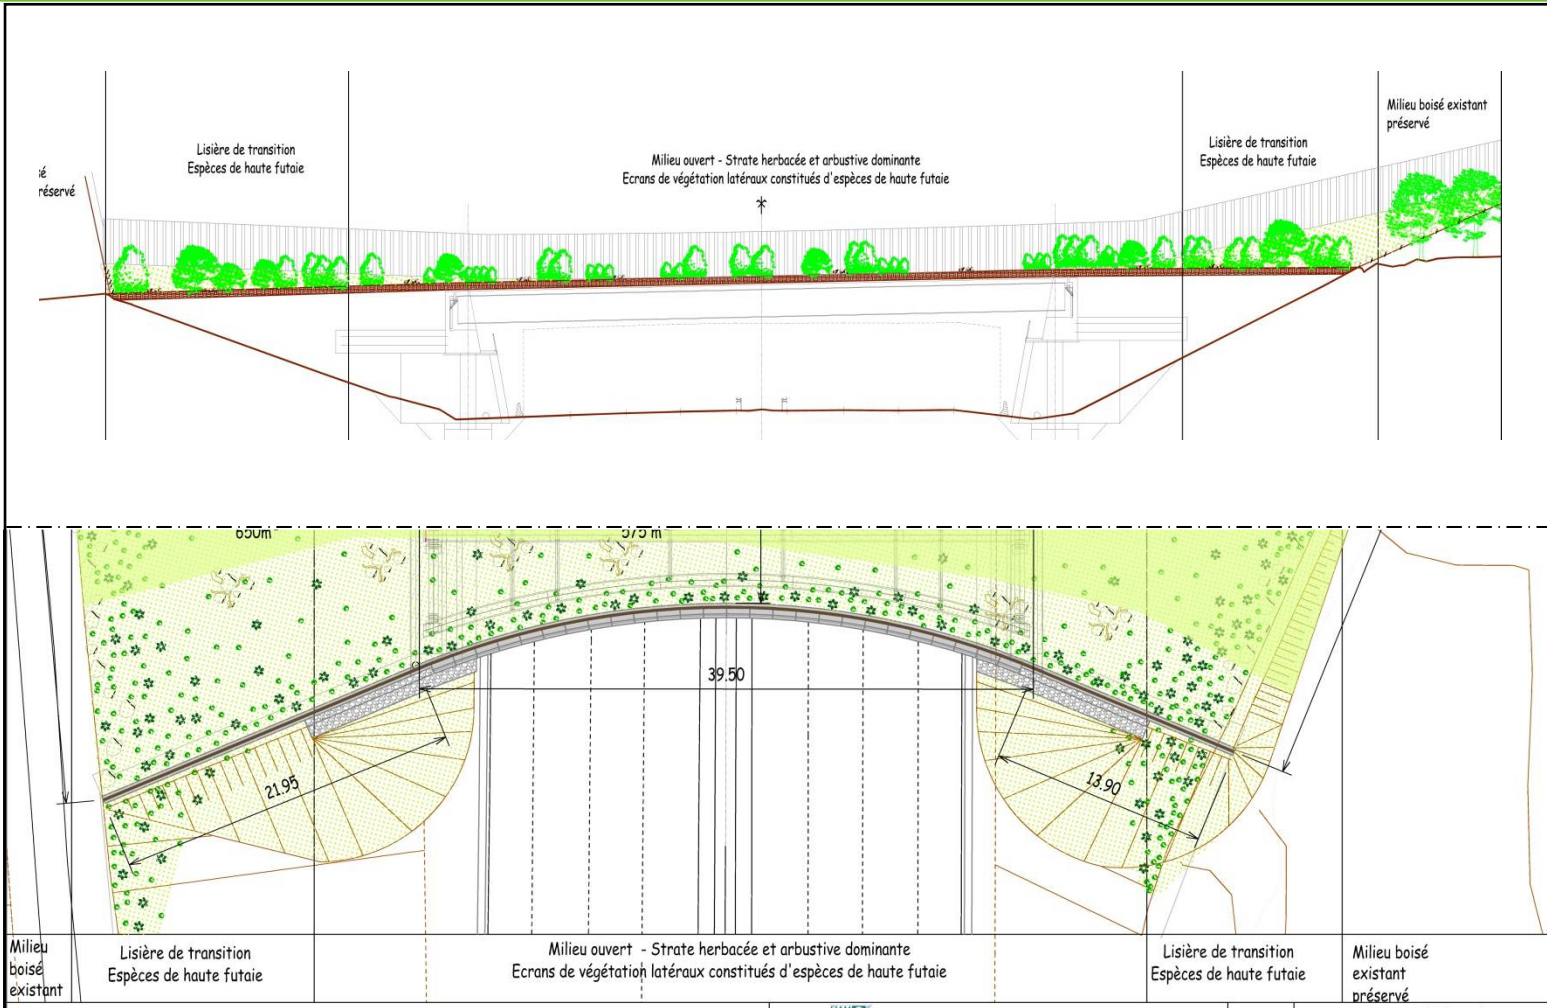 Milieu boisé existant
préservé
Lisière de transition
Espèces de haute futaie
Milieu ouvert - Strate herbacée et arbustive dominante
Ecrans de végétation latéraux constitués d'espèces de haute futaie
Lisière de transition
Espèces de haute futaie
réservé
650m
575 m
39.50
21.95
13.90
Milieu
boisé
existant
Lisière de transition
Espèces de haute futaie
Milieu ouvert - Strate herbacée et arbustive dominante
Ecrans de végétation latéraux constitués d'espèces de haute futaie
Lisière de transition
Espèces de haute futaie
Milieu boisé
existant
préservé